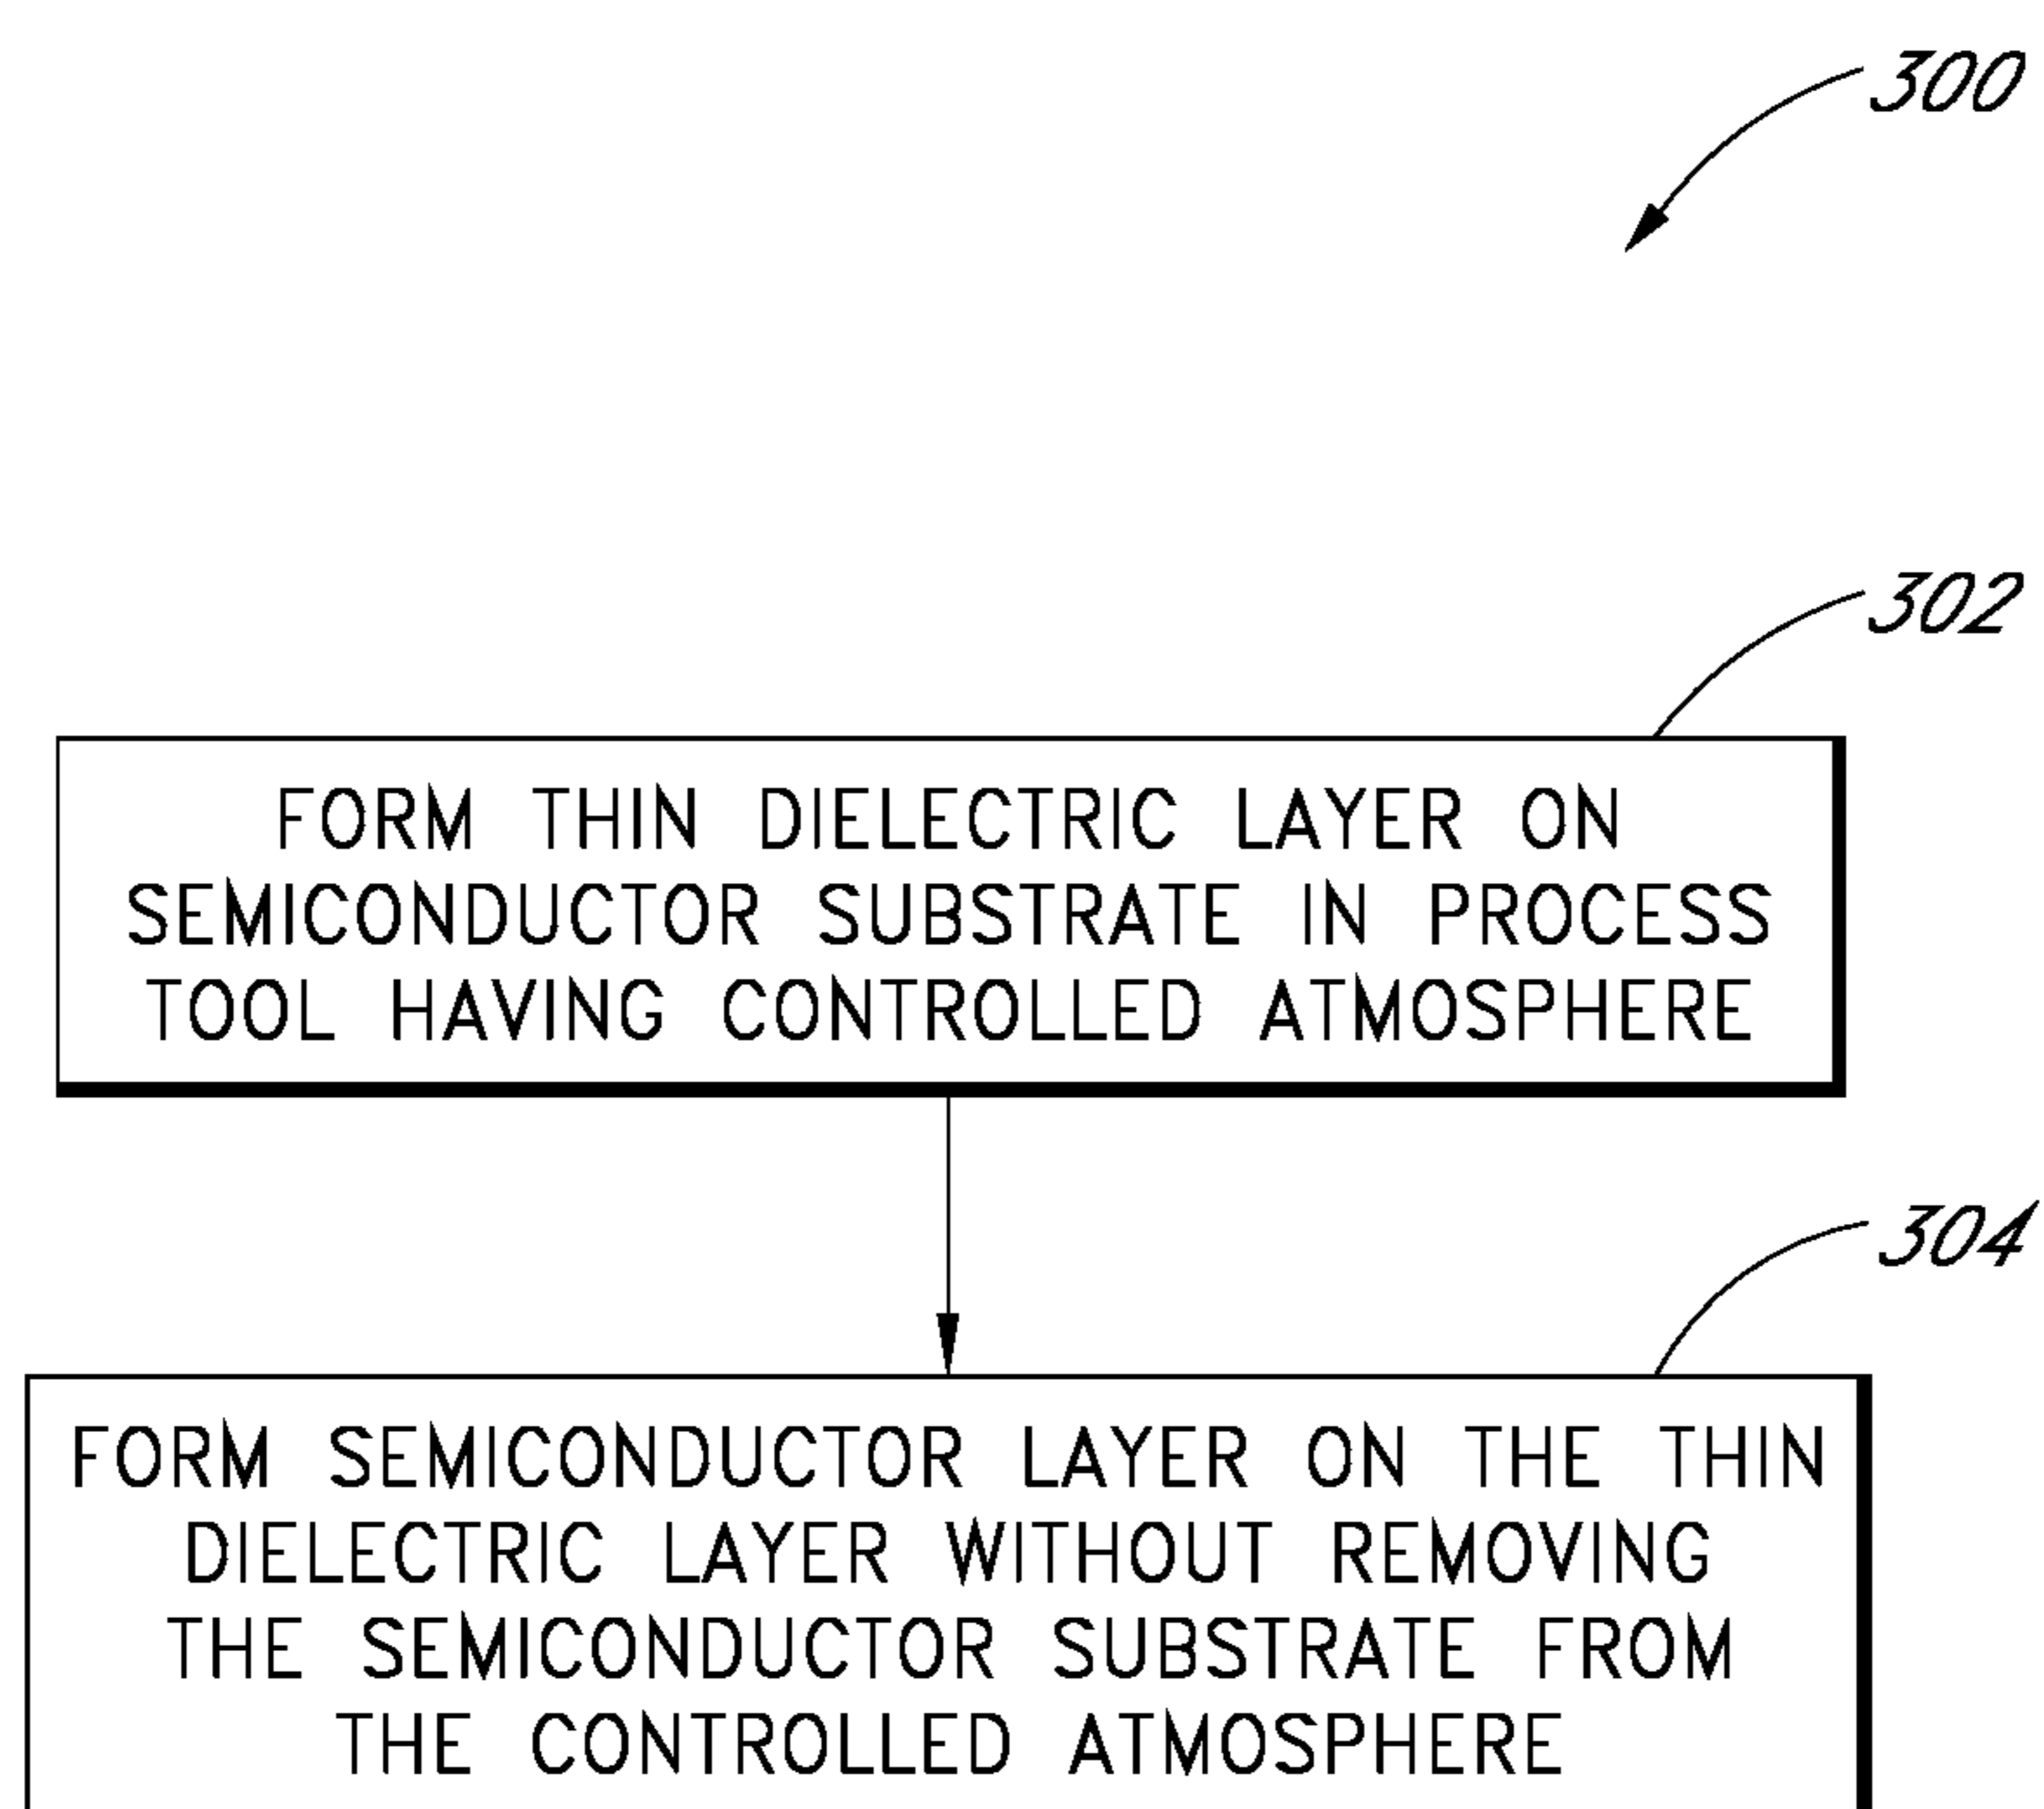 300
302
FORM THIN DIELECTRIC LAYER ON
SEMICONDUCTOR SUBSTRATE IN PROCESS
TOOL HAVING CONTROLLED ATMOSPHERE
304
FORM SEMICONDUCTOR LAYER ON THE THIN
DIELECTRIC LAYER WITHOUT REMOVING
THE SEMICONDUCTOR SUBSTRATE FROM
THE CONTROLLED ATMOSPHERE